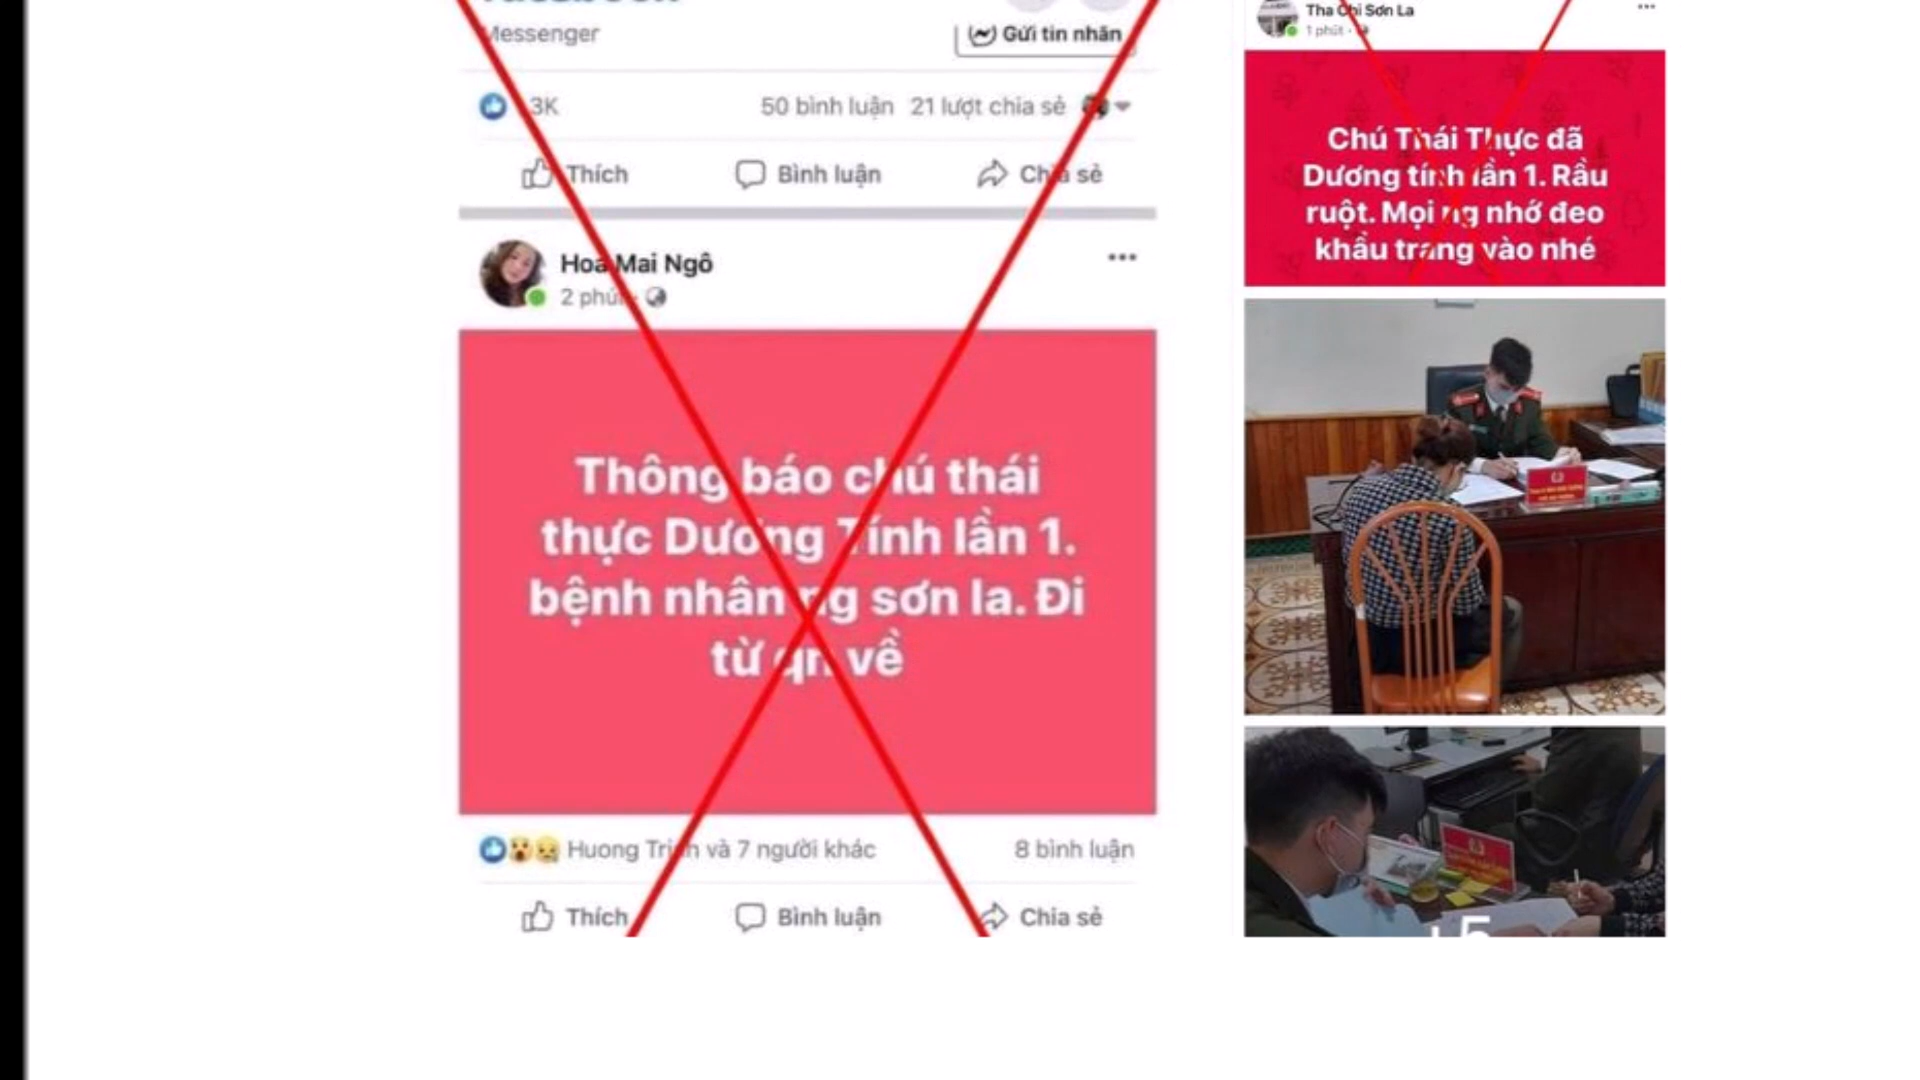 Messenger
Gửi tin nhắn
3K
50 bình luận 21 lượt chia sẻ
Thích Bình luận Chia sẻ
Hoa Mai Ngô
2 phút
Thông báo chú thái
thực Dương Tính lần 1.
bệnh nhân ng sơn la. Đi
từ qn về
Huong Trinh và 7 người khác
8 bình luận
Thích Bình luận Chia sẻ
Tha Chi Sơn La
1 phút
Chú Thái Thực đã
Dương tính lần 1. Rầu
ruột. Mọi ng nhớ đeo
khẩu trang vào nhé
+5